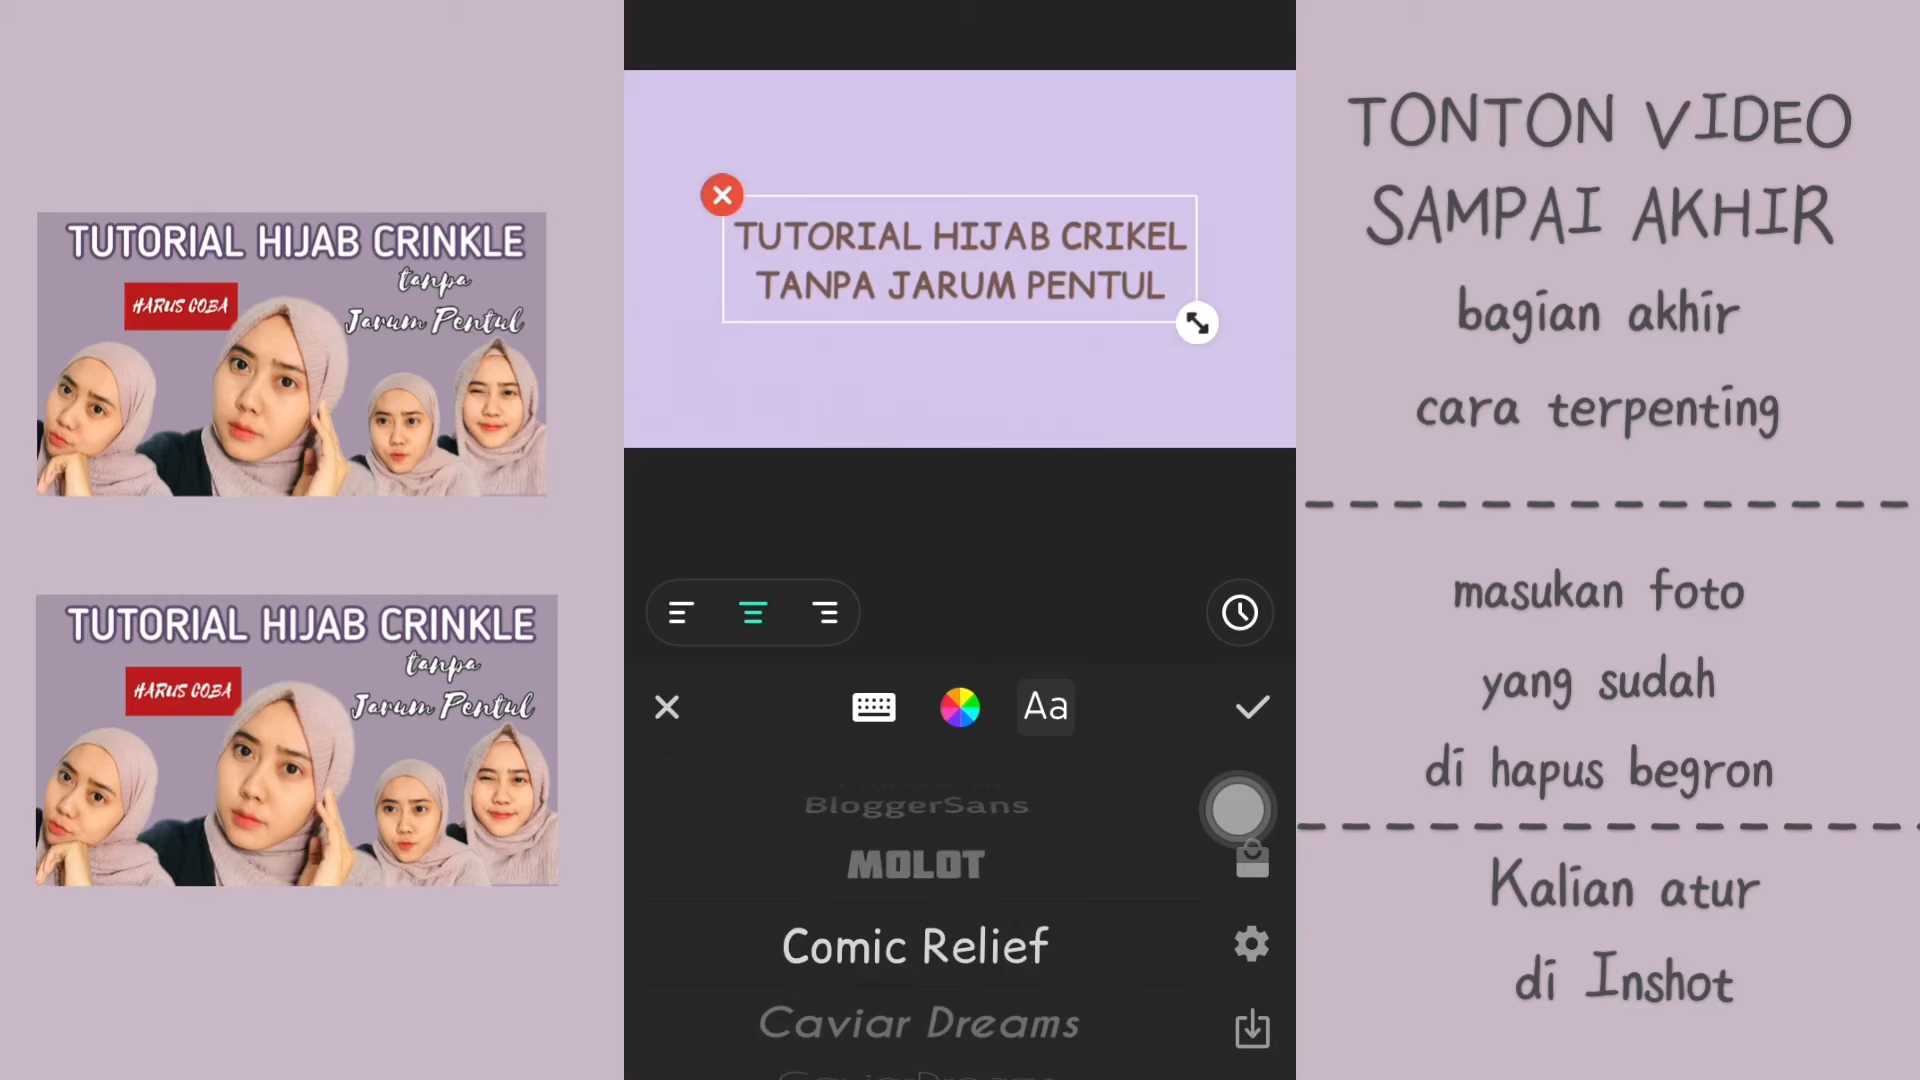 TUTORIAL HIJAB CRINKLE
tanpa
HARUS COBA
Jarum Pentul
TUTORIAL HIJAB CRINKLE
tanpa
HARUS COBA
Jarum Pentul
TUTORIAL HIJAB CRIKEL
TANPA JARUM PENTUL
Aa
BloggerSans
MOLOT
Comic Relief
Caviar Dreams
CaviarDreams
TONTON VIDEO
SAMPAI AKHIR
bagian akhir
cara terpenting
masukan foto
yang sudah
di hapus begron
Kalian atur
di Inshot